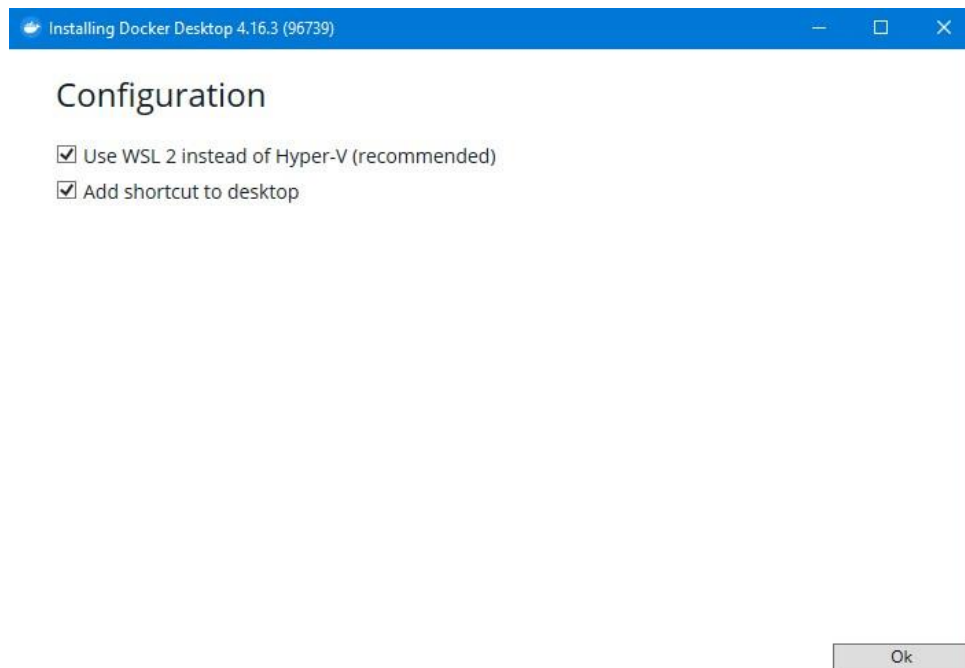 Installing Docker Desktop 4.16.3 (96739)
Configuration
Use WSL 2 instead of Hyper-V (recommended)
Add shortcut to desktop
Ok